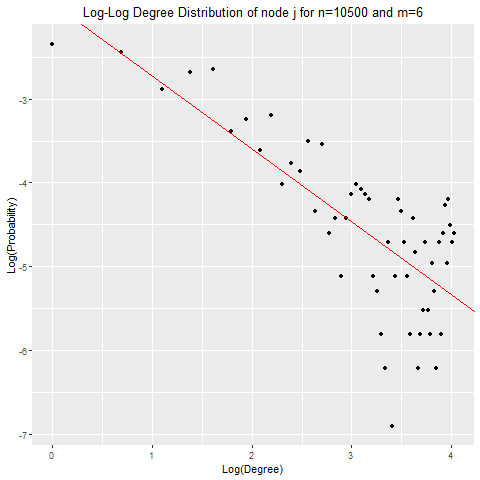 Log-Log Degree Distribution of node j for n=10500 and m=6
Log(Probability)
-3
-4
-5
-6
-7
0 1 2 3 4
Log(Degree)